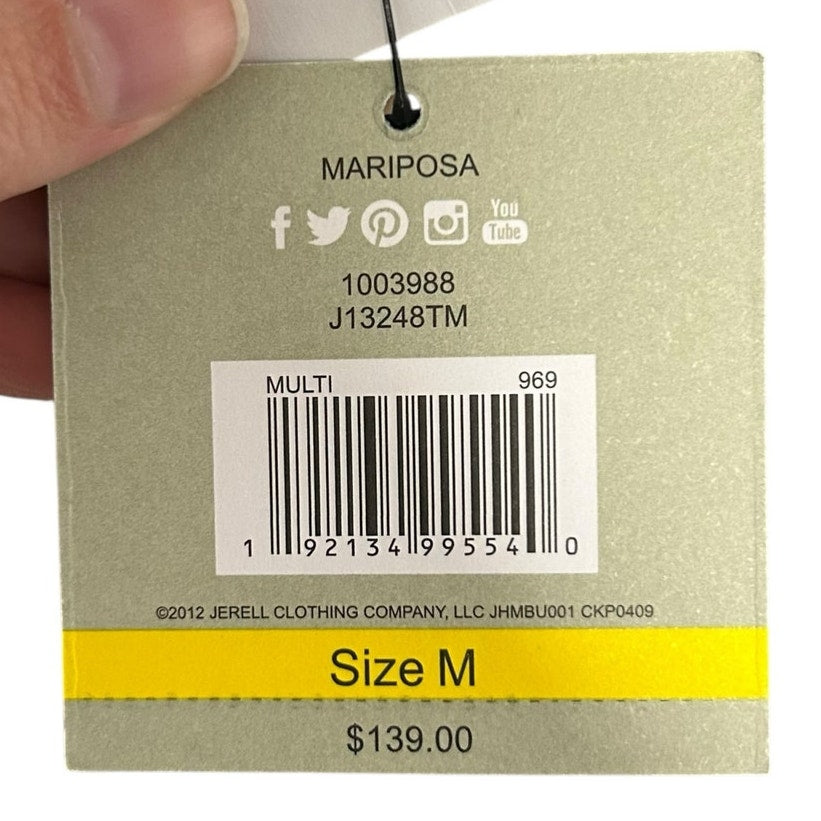 MARIPOSA
You
Tube
1003988
J13248TM
MULTI 969
1 92134 99554 0
©2012 JERELL CLOTHING COMPANY, LLC JHMBU001 CKP0409
Size M
$139.00